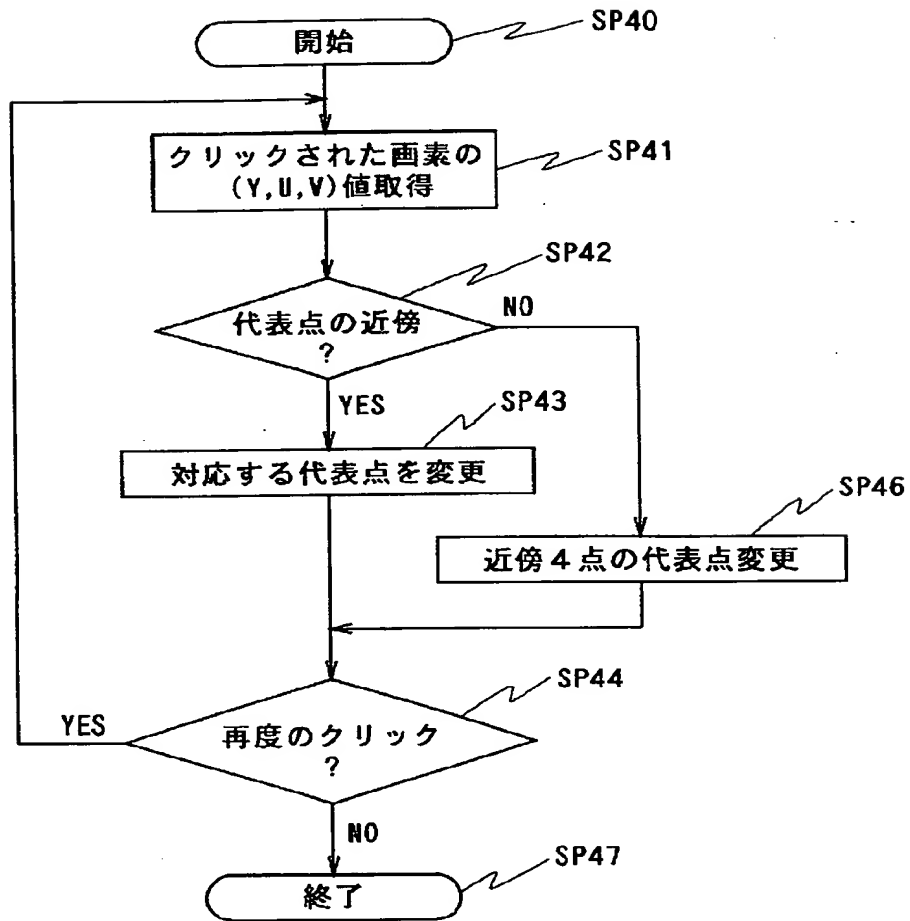 開始
SP40
クリックされた画素の
(Y,U,V)値取得
SP41
SP42
代表点の近傍
?
NO
YES
SP43
対応する代表点を変更
SP46
近傍4点の代表点変更
SP44
再度のクリック
?
YES
NO
SP47
終了